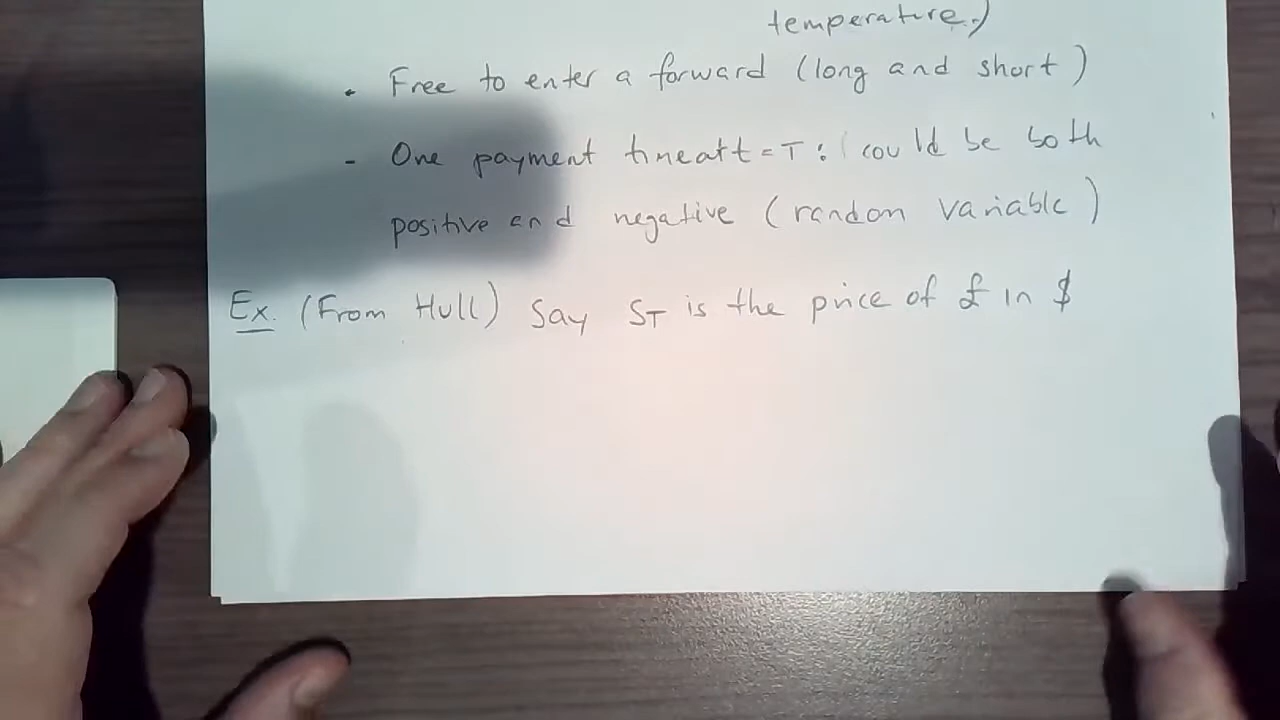 temperature.)
- Free to enter a forward (long and short)
- One payment time at t = T : could be both
positive and negative (random variable)
Ex. (From Hull) Say ST is the price of £ in $